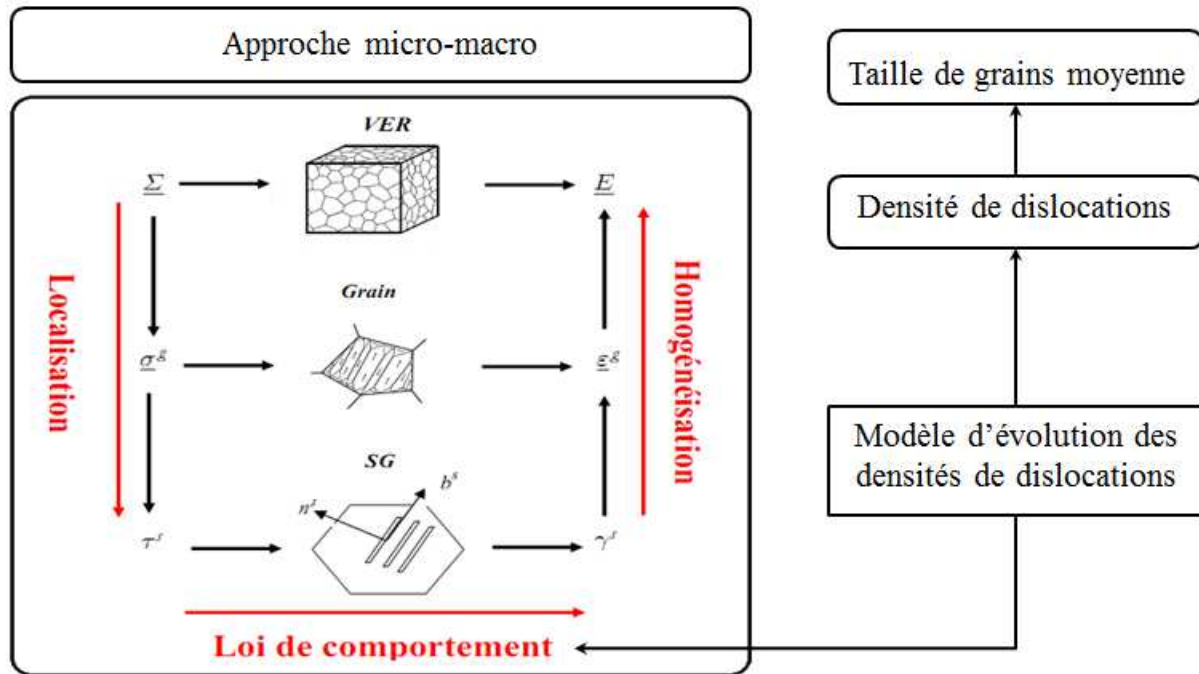 Approche micro-macro
VER
Σ
E
Localisation
Homogénéisation
Grain
σ^g
ε^g
SG
b^s
n^s
τ^s
γ^s
Loi de comportement
Taille de grains moyenne
Densité de dislocations
Modèle d'évolution des
densités de dislocations